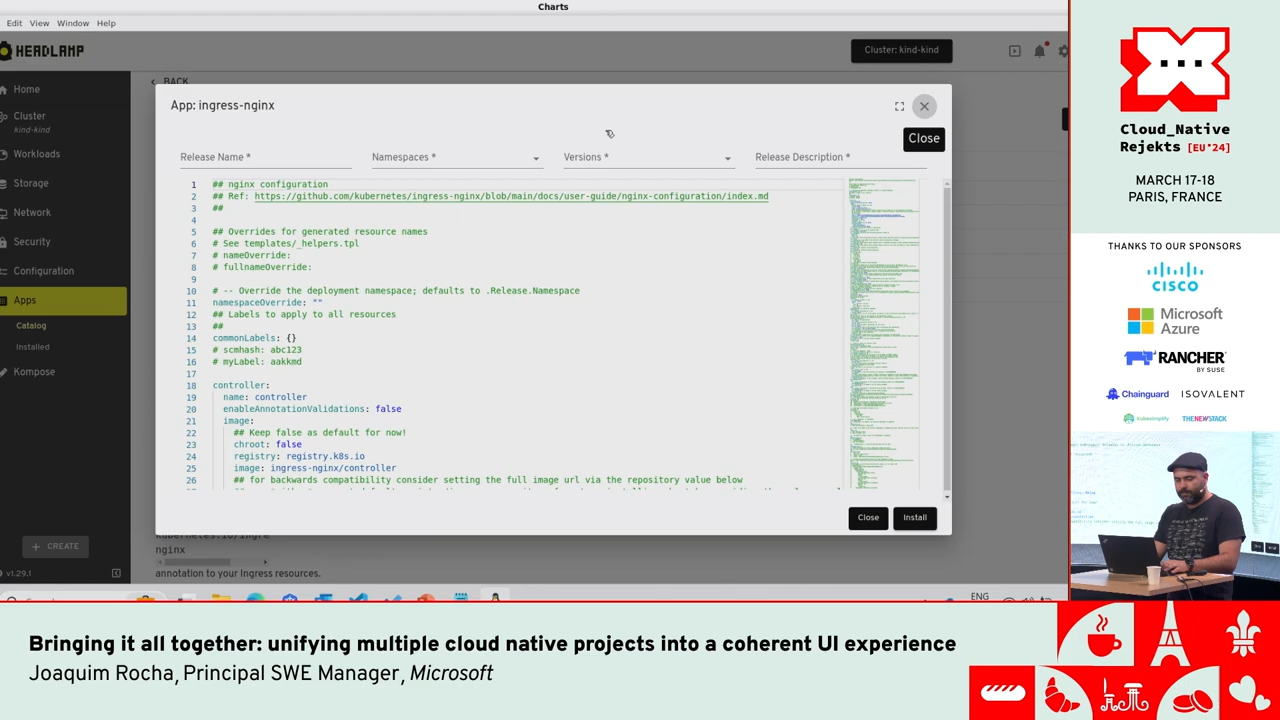 Charts
Edit View Window Help
HEADLAMP
Cluster: kind-kind
Home
Cluster
kind-kind
Workloads
Storage
Network
Security
Configuration
Apps
Catalog
Installed
Kompose
+ CREATE
v1.29.1
BACK
App: ingress-nginx
Close
Release Name *
Namespaces *
Versions *
Release Description *
1 ## nginx configuration
2 ## Ref: https://github.com/kubernetes/ingress-nginx/blob/main/docs/user-guide/nginx-configuration/index.md
3 ##
4
5 ## Overrides for generated resource names
6 # See templates/_helpers.tpl
7 # nameOverride:
8 # fullnameOverride:
9
10 # -- Override the deployment namespace; defaults to .Release.Namespace
11 namespaceOverride: ""
12 ## Labels to apply to all resources
13 ##
14 commonLabels: {}
15 # scmhash: abc123
16 # myLabel: aakkmd
17
18 controller:
19 name: controller
20 enableAnnotationValidations: false
21 image:
22 ## Keep false as default for now!
23 chroot: false
24 registry: registry.k8s.io
25 image: ingress-nginx/controller
26 ## for backwards compatibility consider setting the full image url via the repository value below
Close
Install
nginx
annotation to your Ingress resources.
ENG
Cloud_Native
Rejekts [EU'24]
MARCH 17-18
PARIS, FRANCE
THANKS TO OUR SPONSORS
CISCO
Microsoft
Azure
RANCHER
BY SUSE
Chainguard
ISOVALENT
Kubesimplify
THENEWSTACK
Bringing it all together: unifying multiple cloud native projects into a coherent UI experience
Joaquim Rocha, Principal SWE Manager, Microsoft